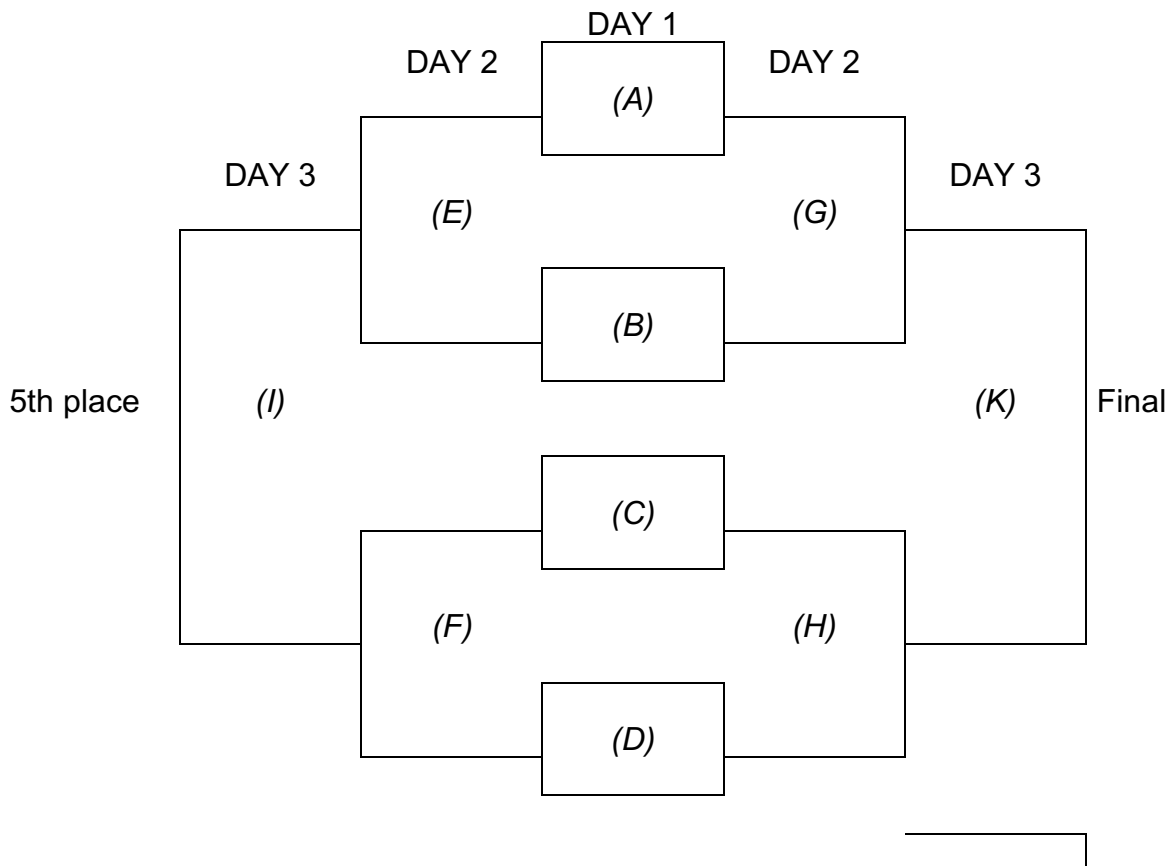 DAY 1
DAY 2
DAY 2
(A)
DAY 3
DAY 3
(E)
(G)
(B)
5th place
(I)
(K)
Final
(C)
(F)
(H)
(D)